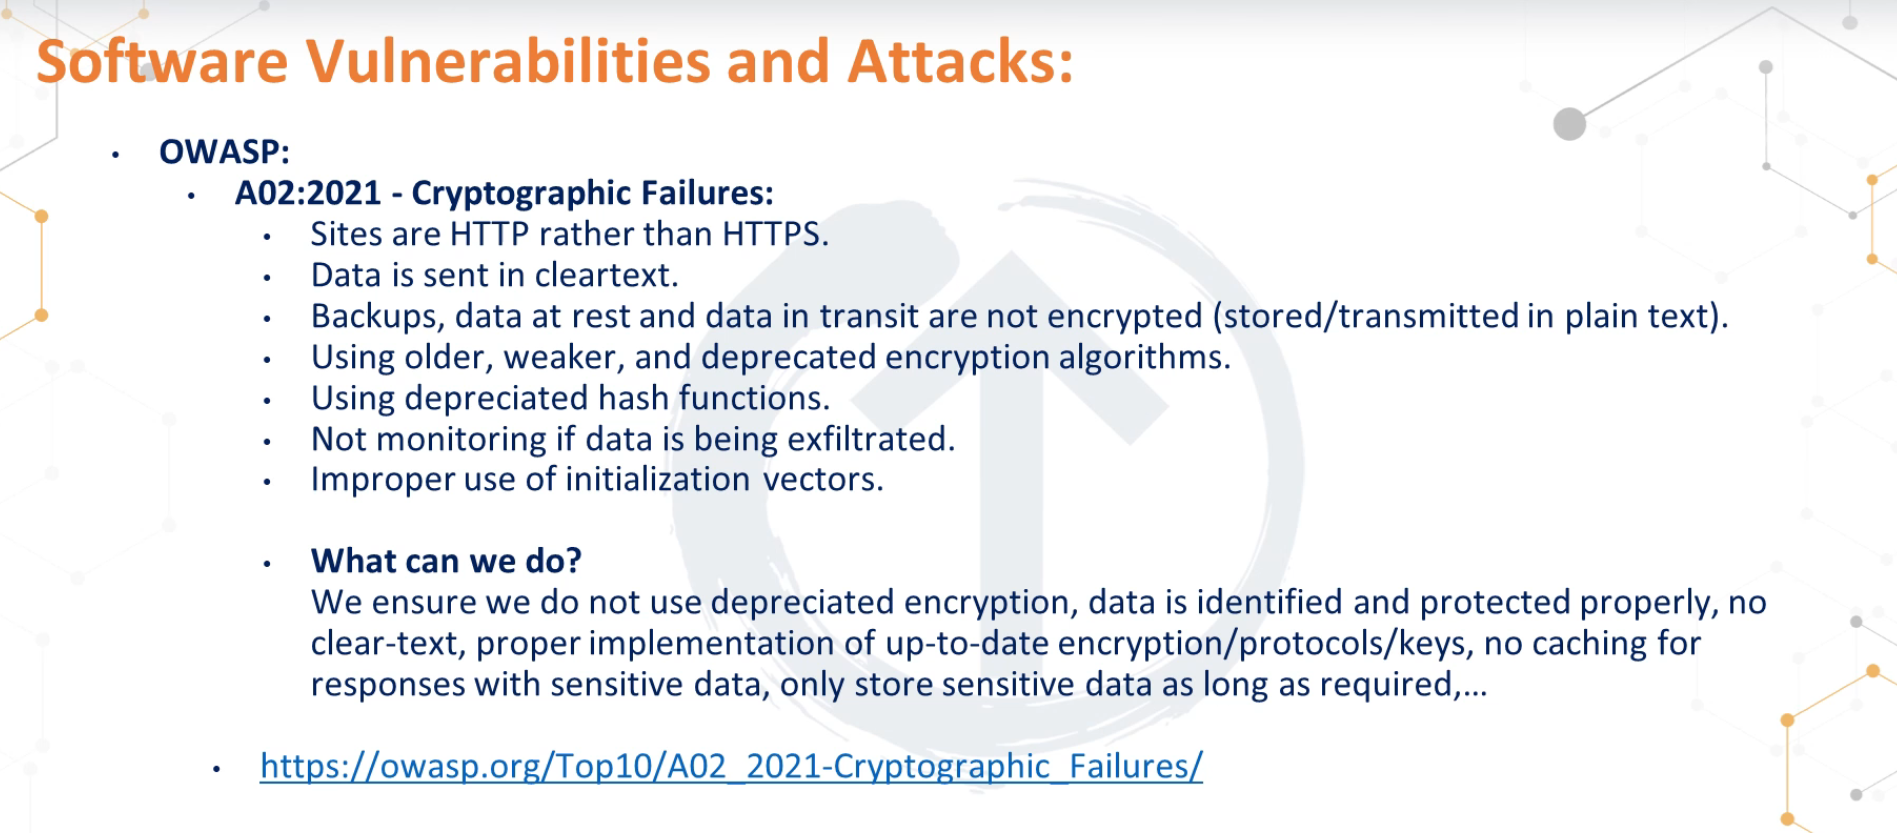 Software Vulnerabilities and Attacks:
• OWASP:
• A02:2021 - Cryptographic Failures:
• Sites are HTTP rather than HTTPS.
• Data is sent in cleartext.
• Backups, data at rest and data in transit are not encrypted (stored/transmitted in plain text).
• Using older, weaker, and deprecated encryption algorithms.
• Using depreciated hash functions.
• Not monitoring if data is being exfiltrated.
• Improper use of initialization vectors.
• What can we do?
We ensure we do not use depreciated encryption, data is identified and protected properly, no
clear-text, proper implementation of up-to-date encryption/protocols/keys, no caching for
responses with sensitive data, only store sensitive data as long as required,...
• https://owasp.org/Top10/A02_2021-Cryptographic_Failures/